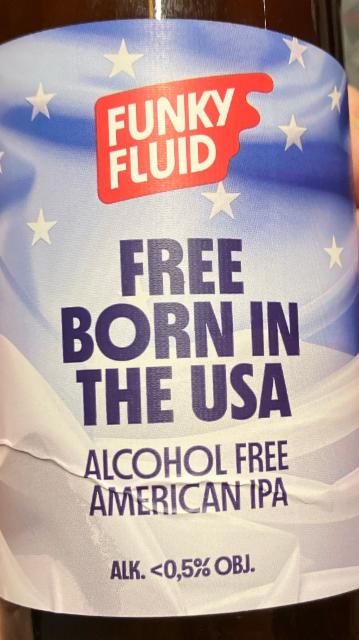 FUNKY
FLUID
FREE
BORN IN
THE USA
ALCOHOL FREE
AMERICAN IPA
ALK. <0,5% OBJ.